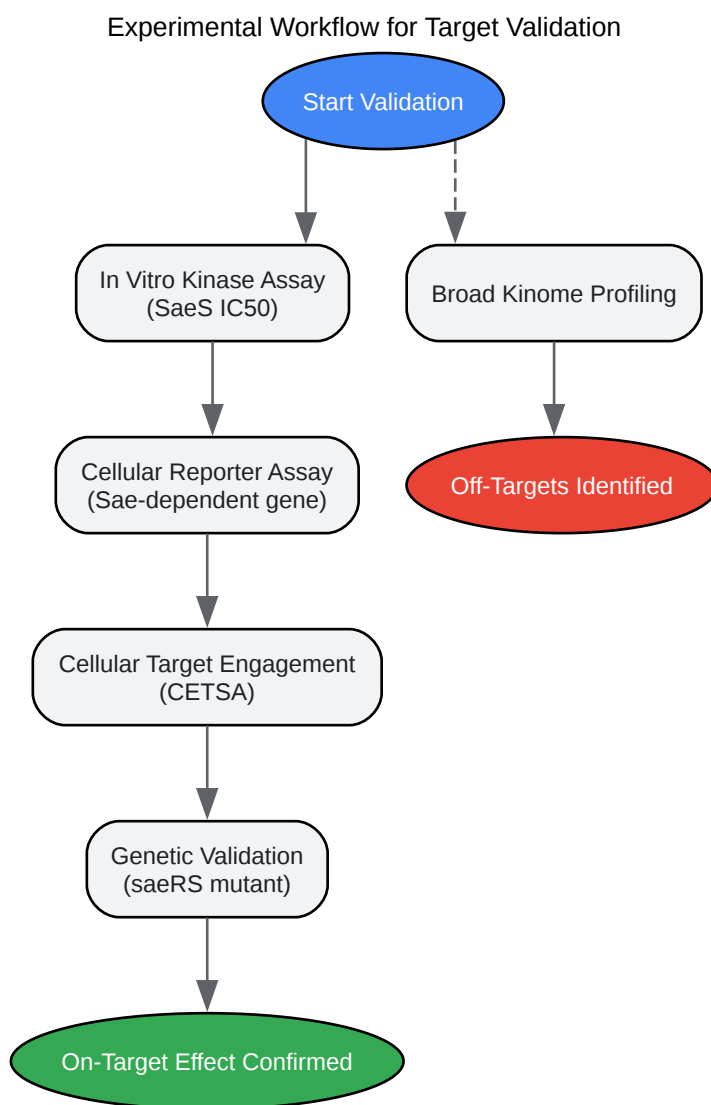 Experimental Workflow for Target Validation
Start Validation
In Vitro Kinase Assay
(SaeS IC50)
Broad Kinome Profiling
Cellular Reporter Assay
(Sae-dependent gene)
Off-Targets Identified
Cellular Target Engagement
(CETSA)
Genetic Validation
(saeRS mutant)
On-Target Effect Confirmed